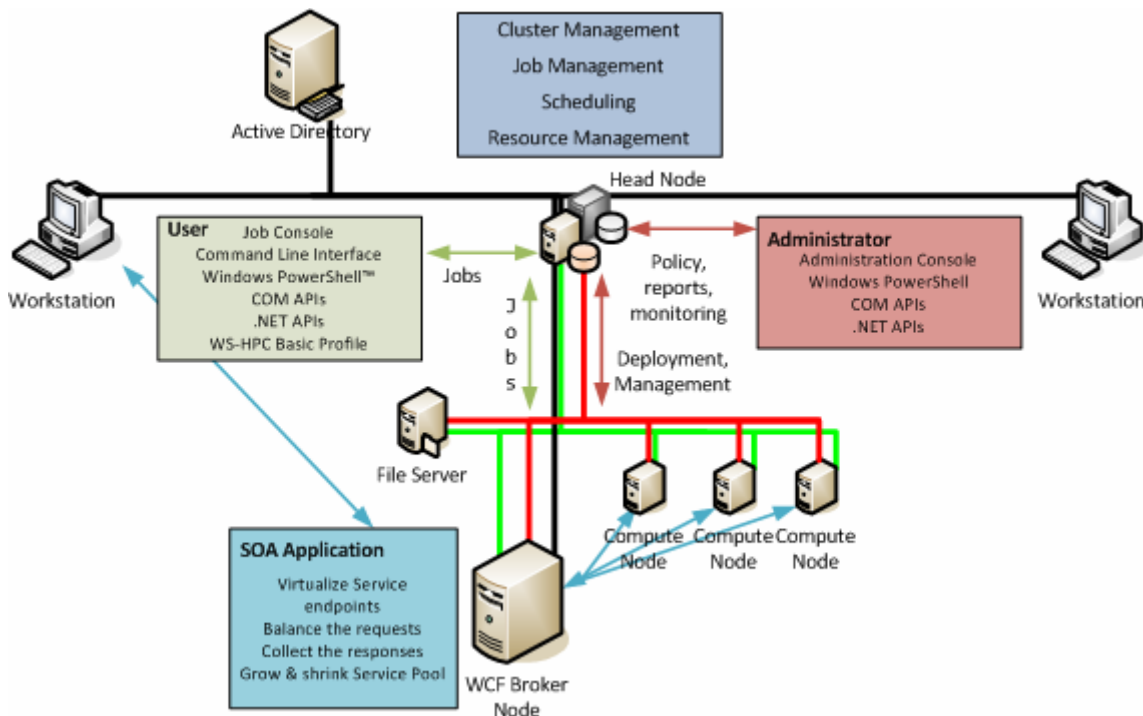 Cluster Management
Job Management
Scheduling
Resource Management
Active Directory
Head Node
Workstation
User
Job Console
Command Line Interface
Windows PowerShell™
COM APIs
.NET APIs
WS-HPC Basic Profile
Jobs
Jobs
Policy,
reports,
monitoring
Deployment,
Management
Administrator
Administration Console
Windows PowerShell
COM APIs
.NET APIs
Workstation
File Server
Compute
Node
Compute
Node
Compute
Node
SOA Application
Virtualize Service
endpoints
Balance the requests
Collect the responses
Grow & shrink Service Pool
WCF Broker
Node